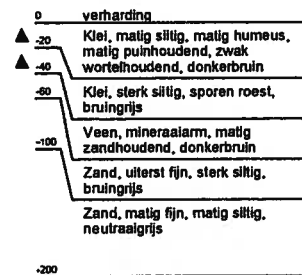 0 verharding
Klei, matig siltig, matig humeus,
-20 matig puinhoudend, zwak
wortelhoudend, donkerbruin
-40
Klei, sterk siltig, sporen roest,
-60 bruingrijs
Veen, mineraalarm, matig
zandhoudend, donkerbruin
-100
Zand, uiterst fijn, sterk siltig,
bruingrijs
Zand, matig fijn, matig siltig,
neutraalgrijs
-200